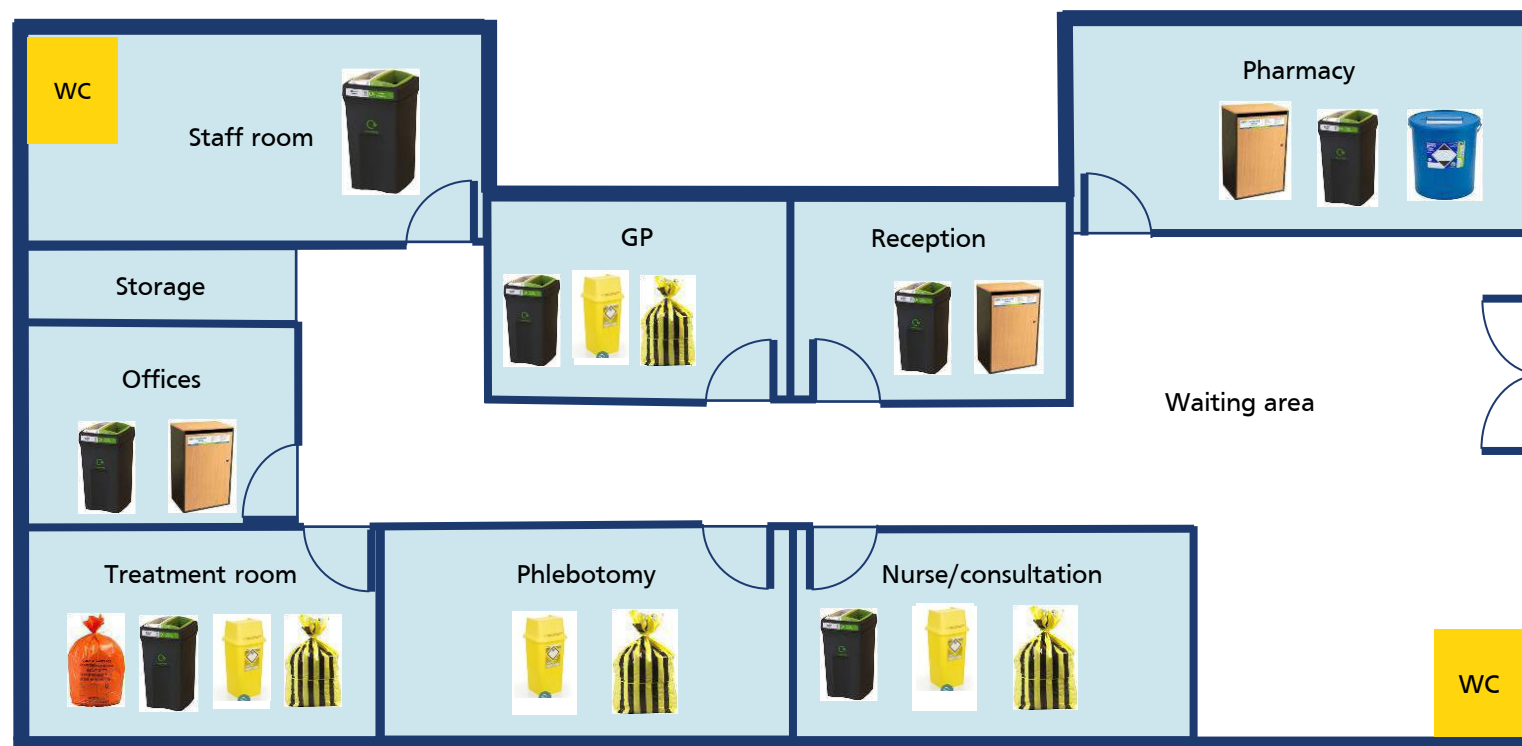 WC
Staff room
Pharmacy
GP
Reception
Storage
Offices
Waiting area
Treatment room
Phlebotomy
Nurse/consultation
WC